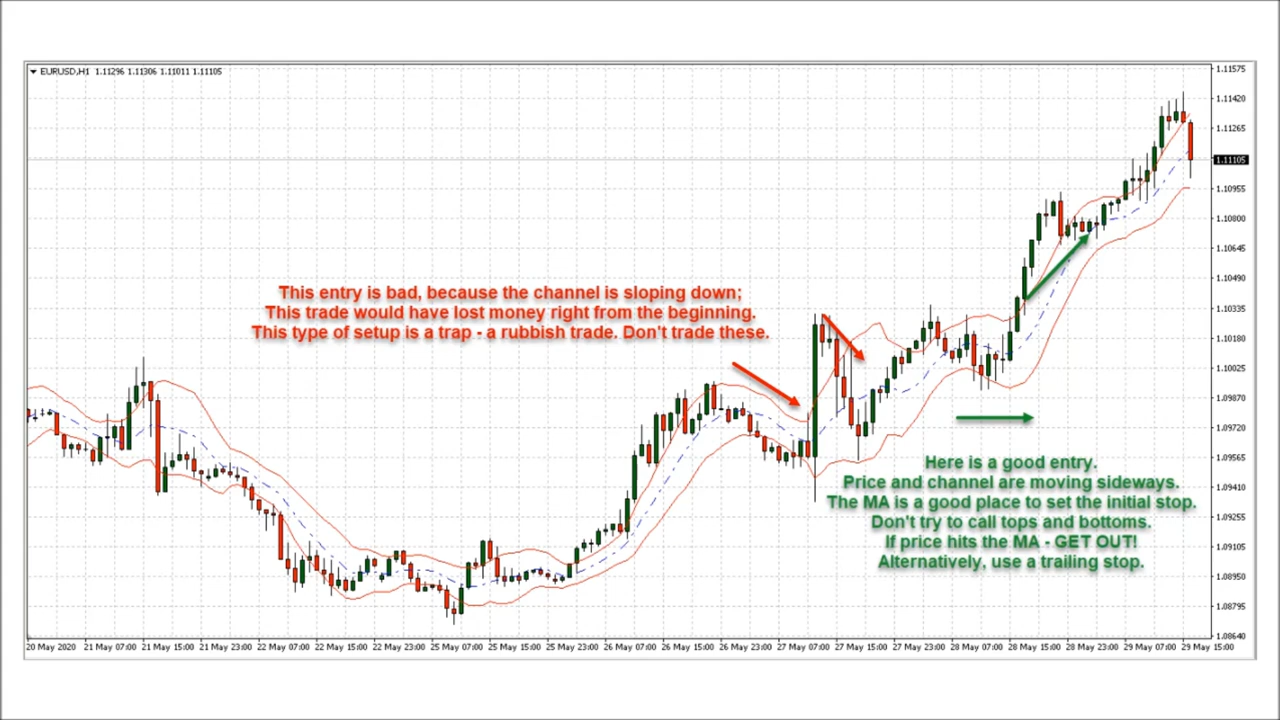 EURUSD,H1 1.11296 1.11306 1.11011 1.11105
1.11575
1.11420
1.11265
1.11105
1.10955
1.10800
1.10645
1.10490
1.10335
1.10180
1.10025
1.09870
1.09720
1.09565
1.09410
1.09255
1.09105
1.08950
1.08795
1.08640
This entry is bad, because the channel is sloping down;
This trade would have lost money right from the beginning.
This type of setup is a trap - a rubbish trade. Don't trade these.
Here is a good entry.
Price and channel are moving sideways.
The MA is a good place to set the initial stop.
Don't try to call tops and bottoms.
If price hits the MA - GET OUT!
Alternatively, use a trailing stop.
20 May 2020 21 May 07:00 21 May 15:00 21 May 23:00 22 May 07:00 22 May 15:00 22 May 23:00 25 May 07:00 25 May 15:00 25 May 23:00 26 May 07:00 26 May 15:00 26 May 23:00 27 May 07:00 27 May 15:00 27 May 23:00 28 May 07:00 28 May 15:00 28 May 23:00 29 May 07:00 29 May 15:00